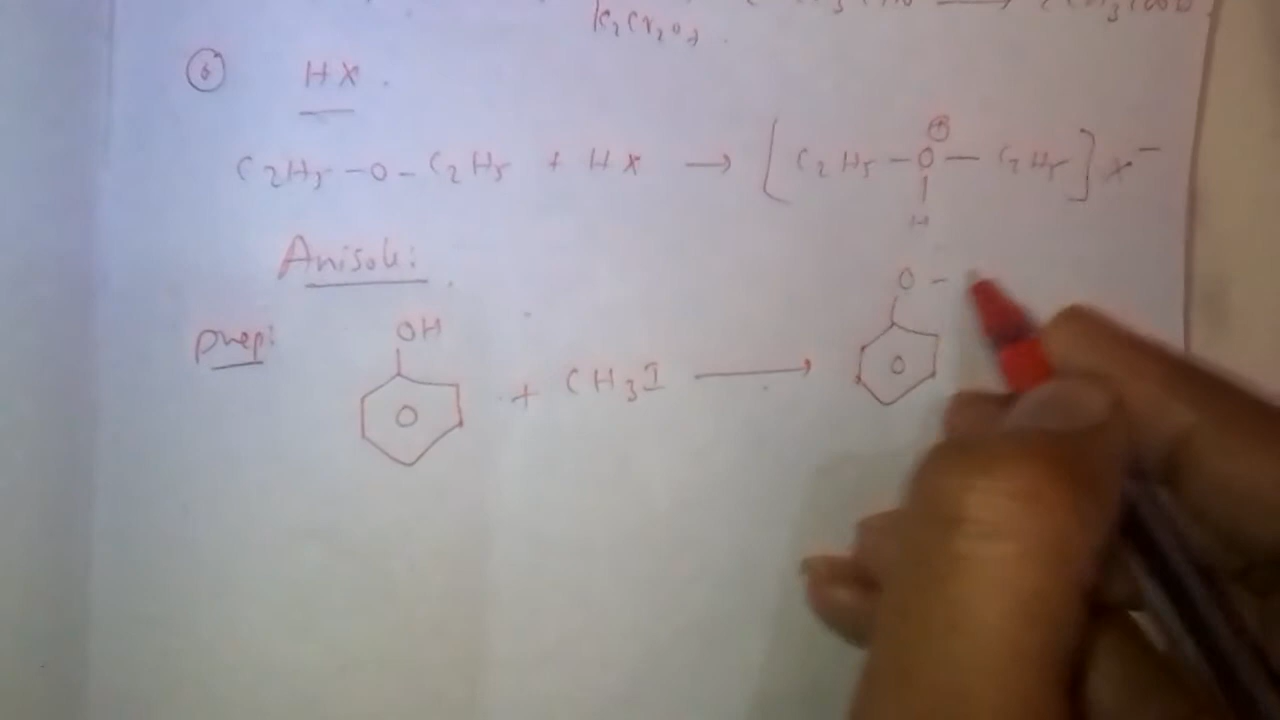 K₂Cr₂O₇
⑥ HX.
C₂H₅-O-C₂H₅ + HX → [C₂H₅-O-C₂H₅]X⁻
⊕
H
Anisole:
prep:
OH
+ CH₃I →
O-